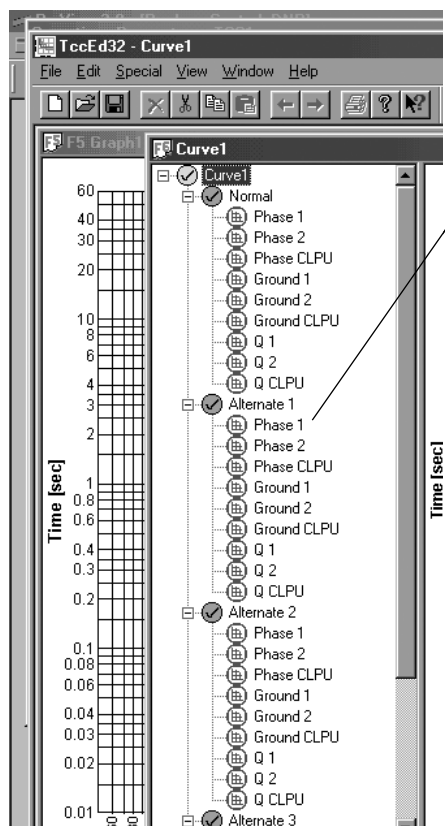 TccEd32 - Curve1
File Edit Special View Window Help
F5 Graph1
F5 Curve1
Curve1
Normal
Phase 1
Phase 2
Phase CLPU
Ground 1
Ground 2
Ground CLPU
Q 1
Q 2
Q CLPU
Alternate 1
Phase 1
Phase 2
Phase CLPU
Ground 1
Ground 2
Ground CLPU
Q 1
Q 2
Q CLPU
Alternate 2
Phase 1
Phase 2
Phase CLPU
Ground 1
Ground 2
Ground CLPU
Q 1
Q 2
Q CLPU
Alternate 3
Time [sec]
60
40
30
20
10
8
6
4
3
2
1
0.8
0.6
0.4
0.3
0.2
0.1
0.08
0.06
0.04
0.03
0.02
0.01
Time [sec]